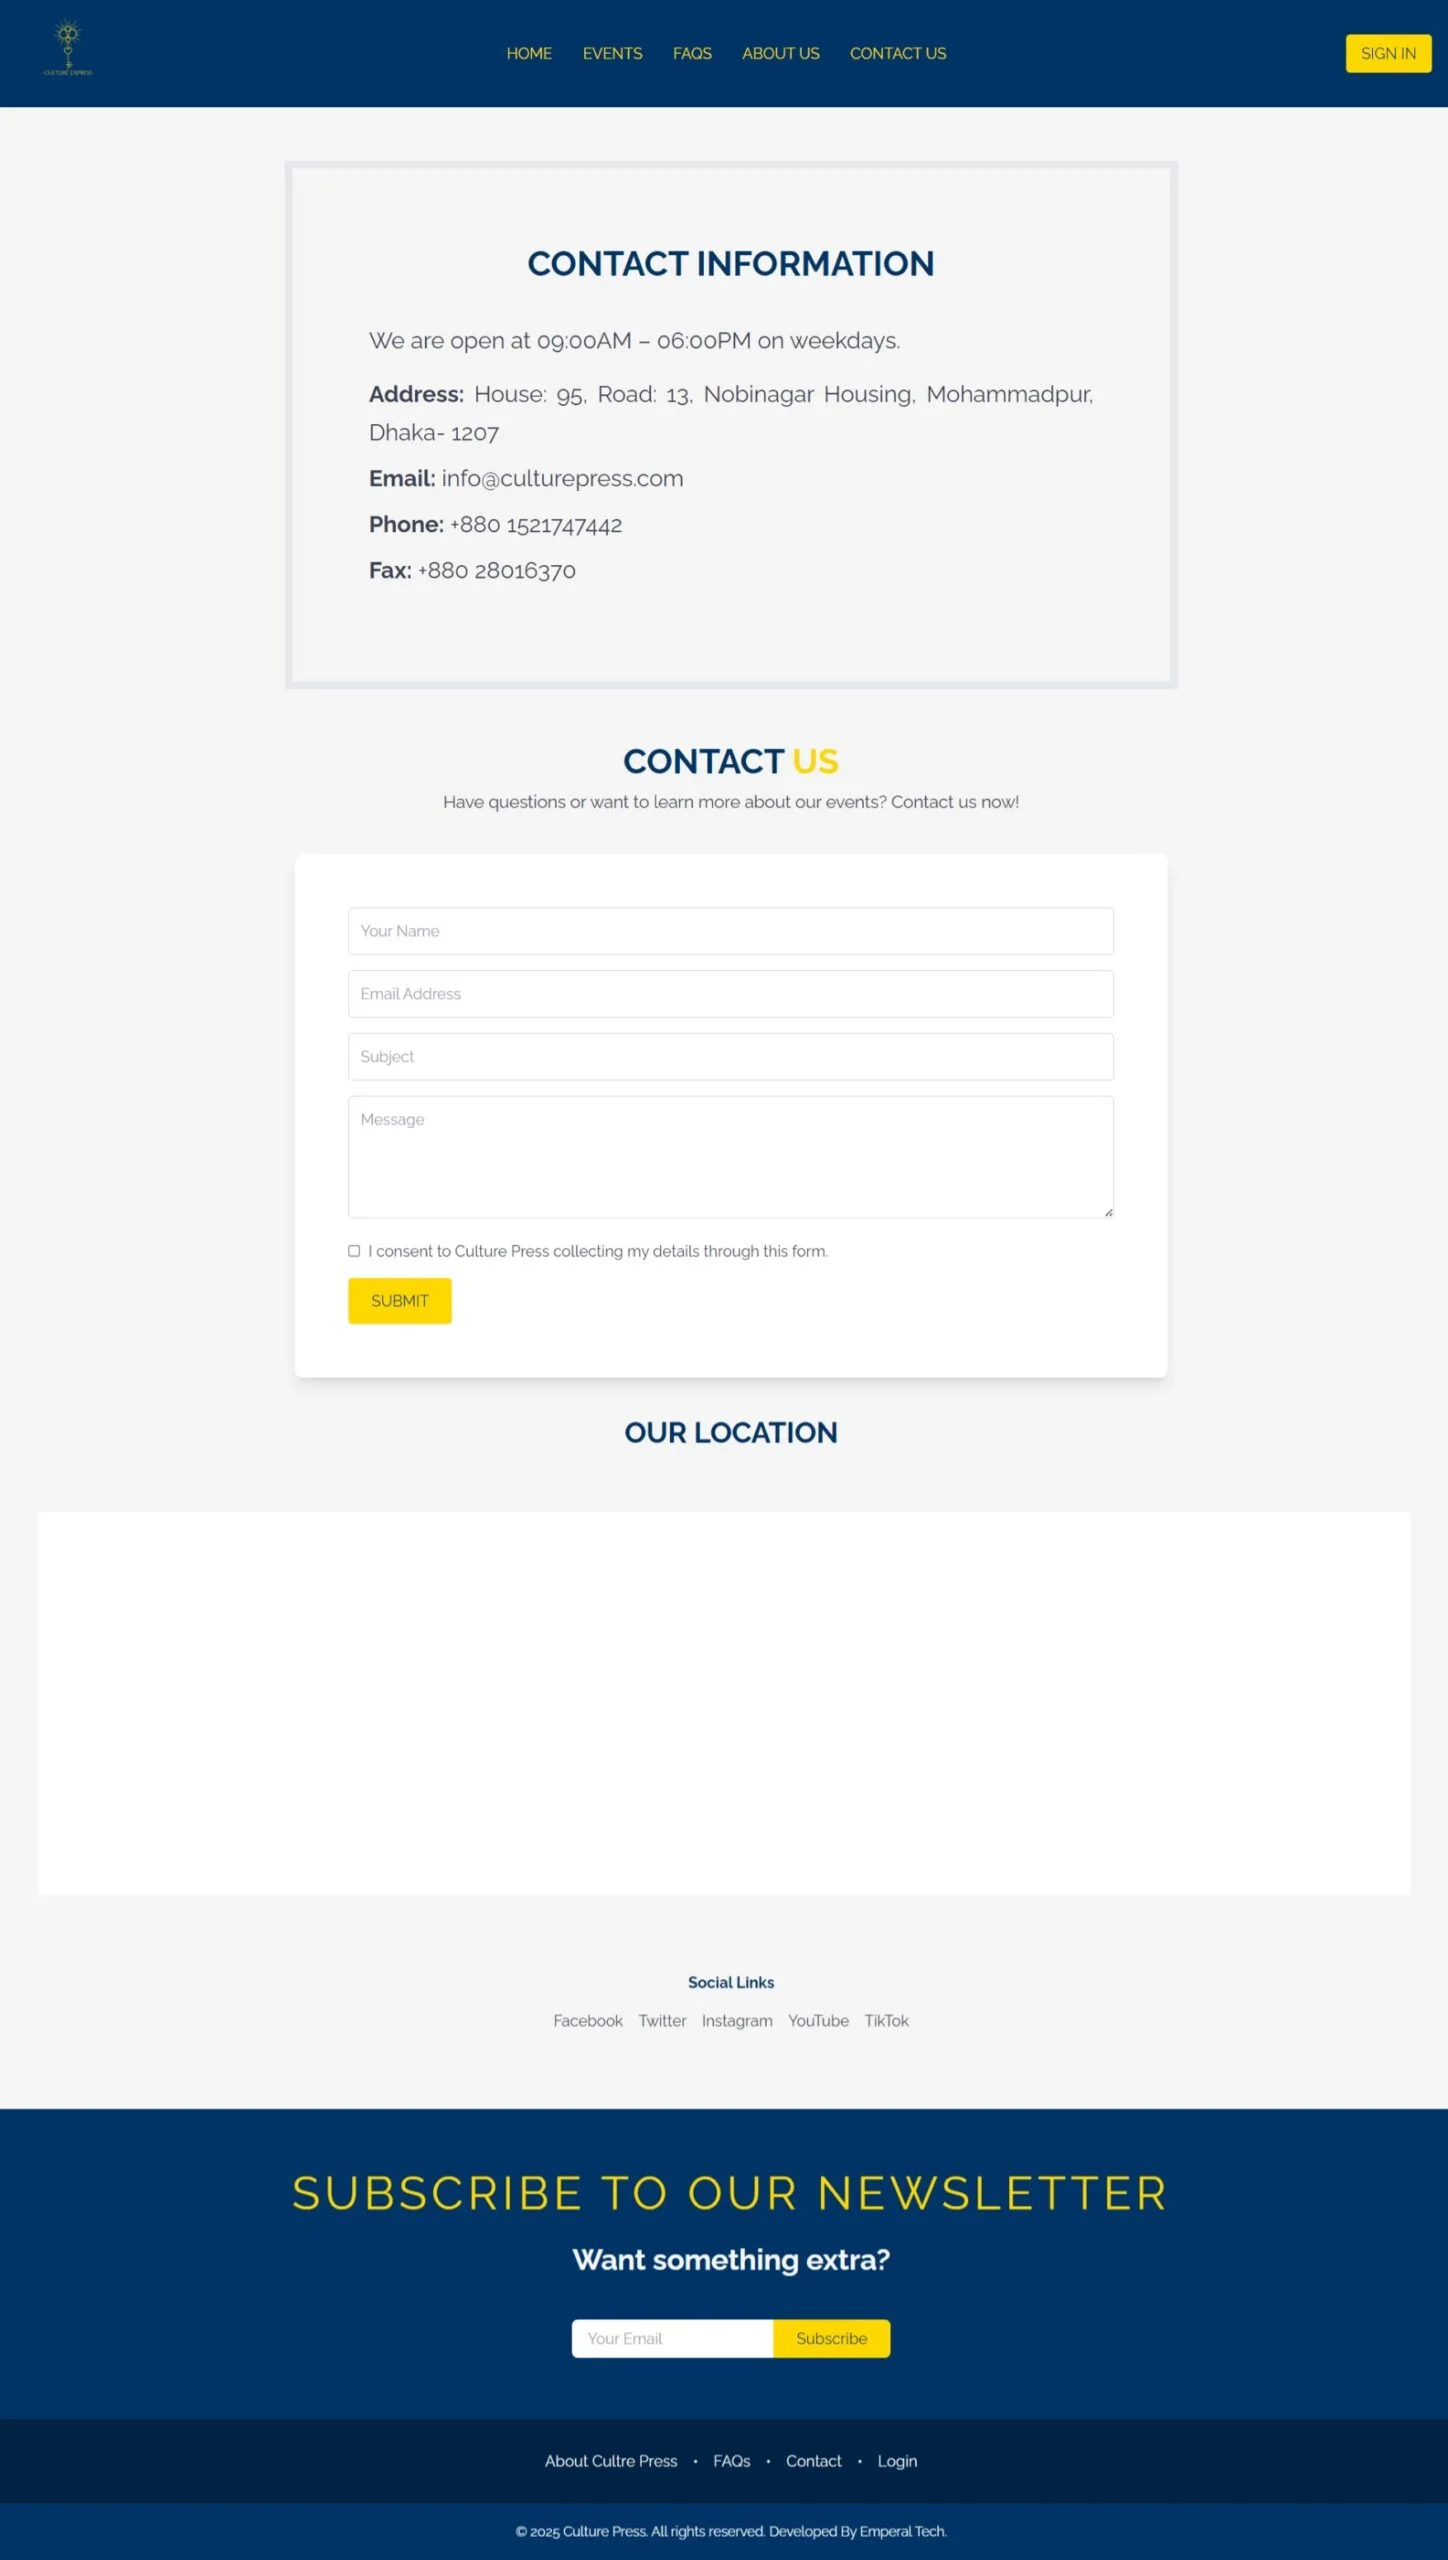 CULTURE EXPRESS
HOME EVENTS FAQS ABOUT US CONTACT US
SIGN IN
CONTACT INFORMATION
We are open at 09:00AM – 06:00PM on weekdays.
Address: House: 95, Road: 13, Nobinagar Housing, Mohammadpur,
Dhaka- 1207
Email: info@culturepress.com
Phone: +880 1521747442
Fax: +880 28016370
CONTACT US
Have questions or want to learn more about our events? Contact us now!
Your Name
Email Address
Subject
Message
I consent to Culture Press collecting my details through this form.
SUBMIT
OUR LOCATION
Social Links
Facebook Twitter Instagram YouTube TikTok
SUBSCRIBE TO OUR NEWSLETTER
Want something extra?
Your Email Subscribe
About Cultre Press • FAQs • Contact • Login
© 2025 Culture Press. All rights reserved. Developed By Emperal Tech.